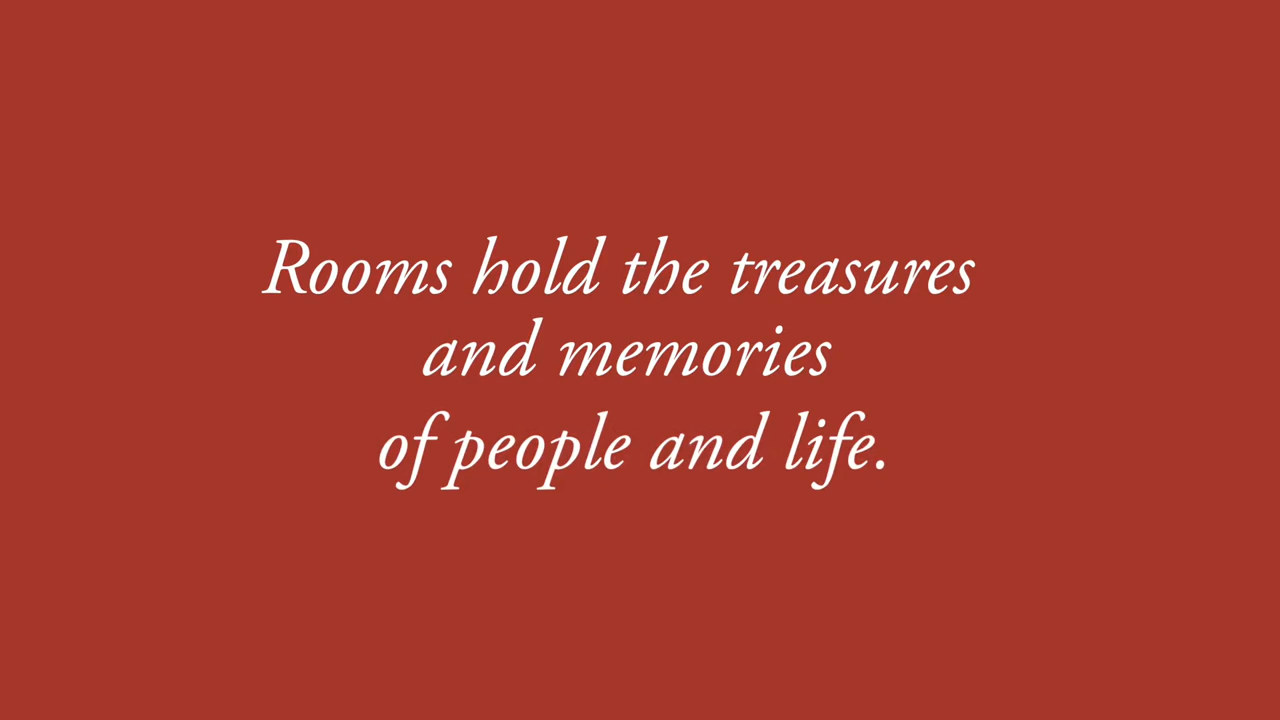 Rooms hold the treasures
and memories
of people and life.